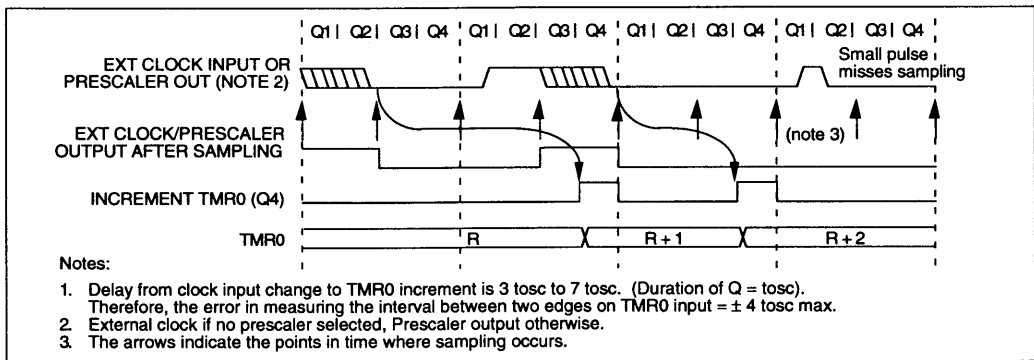 Q1 | Q2 | Q3 | Q4 Q1 | Q2 | Q3 | Q4 Q1 | Q2 | Q3 | Q4 Q1 | Q2 | Q3 | Q4
EXT CLOCK INPUT OR
PRESCALER OUT (NOTE 2)
Small pulse
misses sampling
EXT CLOCK/PRESCALER
OUTPUT AFTER SAMPLING
(note 3)
INCREMENT TMR0 (Q4)
TMR0 R R + 1 R + 2
Notes:
1. Delay from clock input change to TMR0 increment is 3 tosc to 7 tosc. (Duration of Q = tosc).
Therefore, the error in measuring the interval between two edges on TMR0 input = ± 4 tosc max.
2. External clock if no prescaler selected, Prescaler output otherwise.
3. The arrows indicate the points in time where sampling occurs.